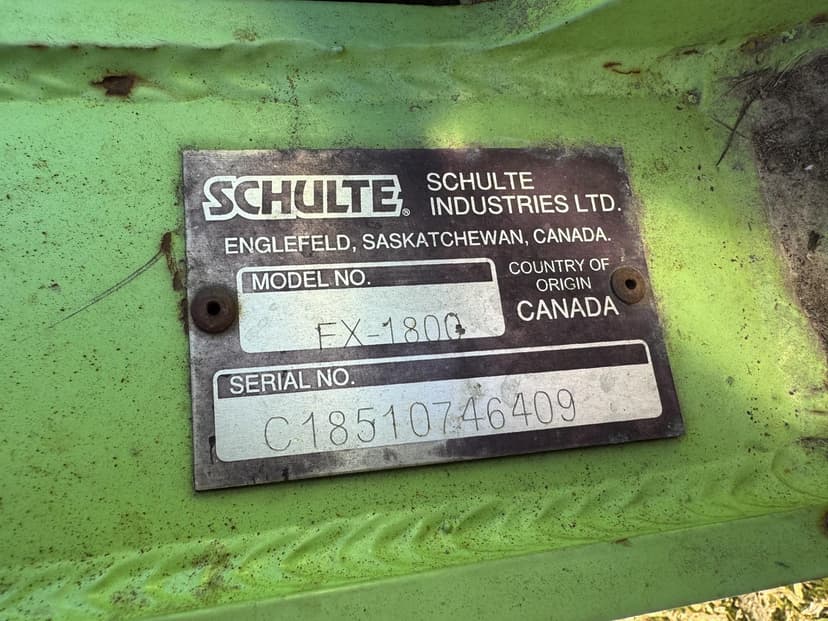 SCHULTE®
SCHULTE
INDUSTRIES LTD.
ENGLEFELD, SASKATCHEWAN, CANADA.
MODEL NO.
FX-1800
COUNTRY OF
ORIGIN
CANADA
SERIAL NO.
C18510746409